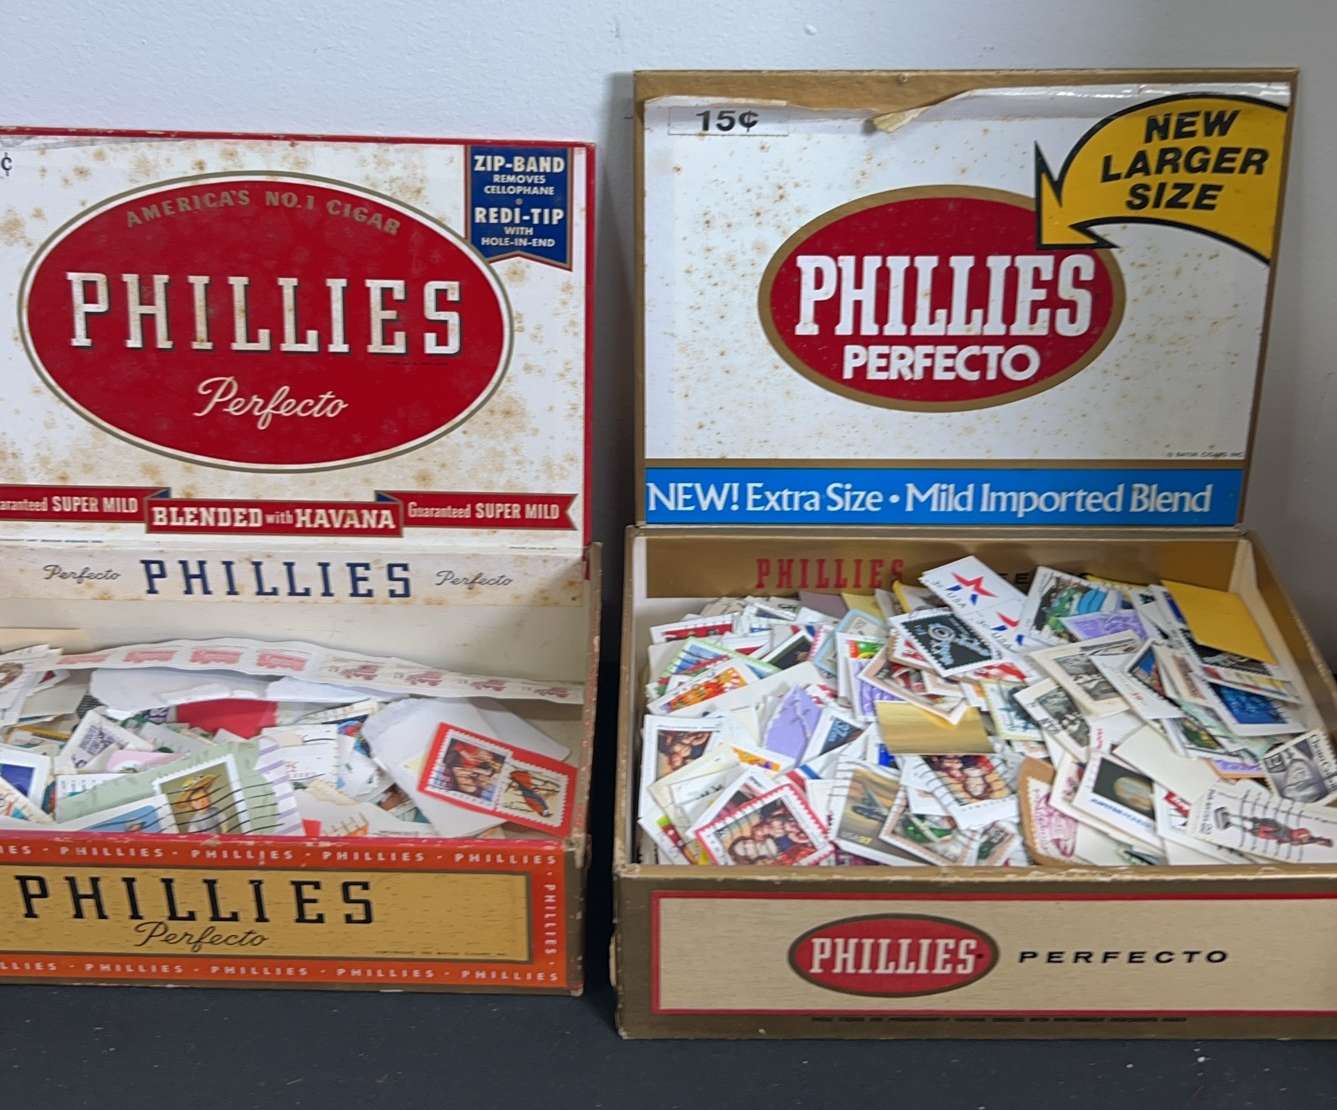 ¢
AMERICA'S NO.1 CIGAR
PHILLIES
Perfecto
ZIP-BAND
REMOVES
CELLOPHANE
REDI-TIP
WITH
HOLE-IN-END
SUPER MILD
BLENDED with HAVANA
Guaranteed SUPER MILD
Perfecto PHILLIES Perfecto
PHILLIES - PHILLIES - PHILLIES - PHILLIES
PHILLIES
Perfecto
PHILLIES
PHILLIES - PHILLIES - PHILLIES - PHILLIES
15¢
NEW
LARGER
SIZE
PHILLIES
PERFECTO
NEW! Extra Size • Mild Imported Blend
PHILLIES
USA
PHILLIES PERFECTO